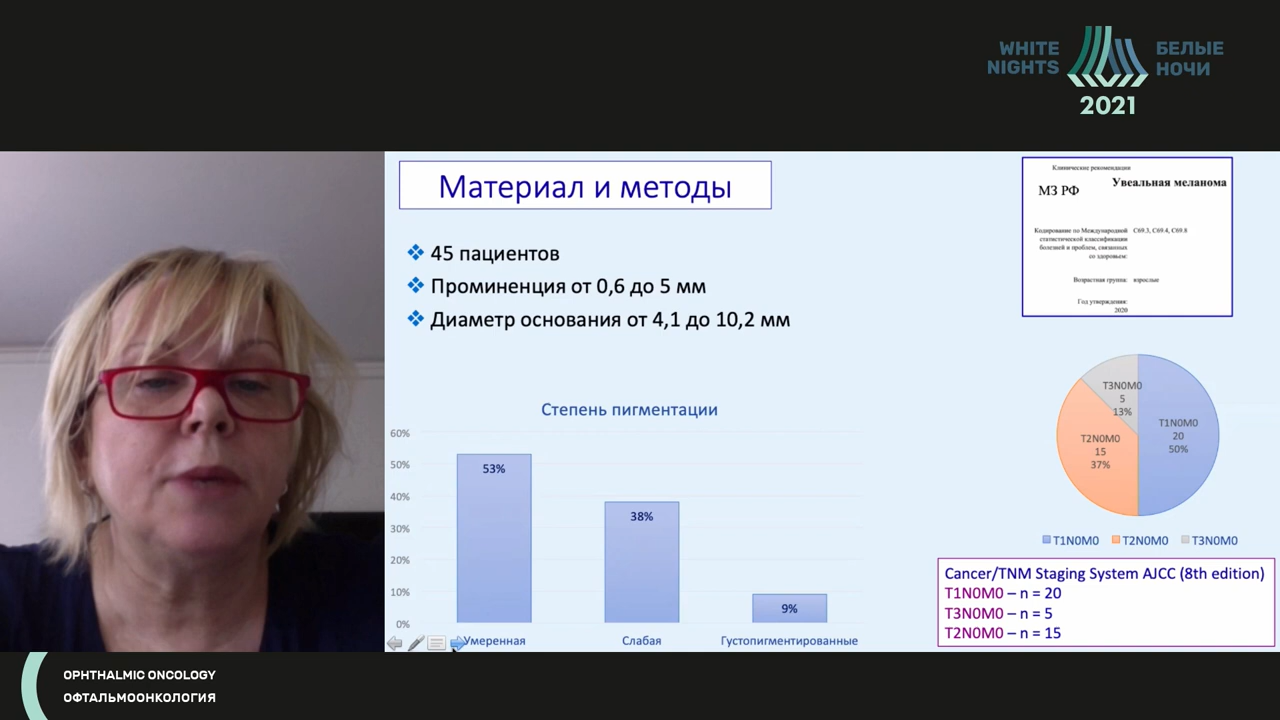 WHITE
NIGHTS
БЕЛЫЕ
НОЧИ
2021
Материал и методы
45 пациентов
Проминенция от 0,6 до 5 мм
Диаметр основания от 4,1 до 10,2 мм
Клинические рекомендации
МЗ РФ
Увеальная меланома
Кодирование по Международной
статистической классификации
болезней и проблем, связанных
со здоровьем:
C69.3, C69.4, C69.8
Возрастная группа: взрослые
Год утверждения:
2020
Степень пигментации
60%
50%
40%
30%
20%
10%
0%
53%
38%
9%
Умеренная
Слабая
Густопигментированные
T3N0M0
5
13%
T1N0M0
20
50%
T2N0M0
15
37%
T1N0M0 T2N0M0 T3N0M0
Cancer/TNM Staging System AJCC (8th edition)
T1N0M0 – n = 20
T3N0M0 – n = 5
T2N0M0 – n = 15
OPHTHALMIC ONCOLOGY
ОФТАЛЬМООНКОЛОГИЯ